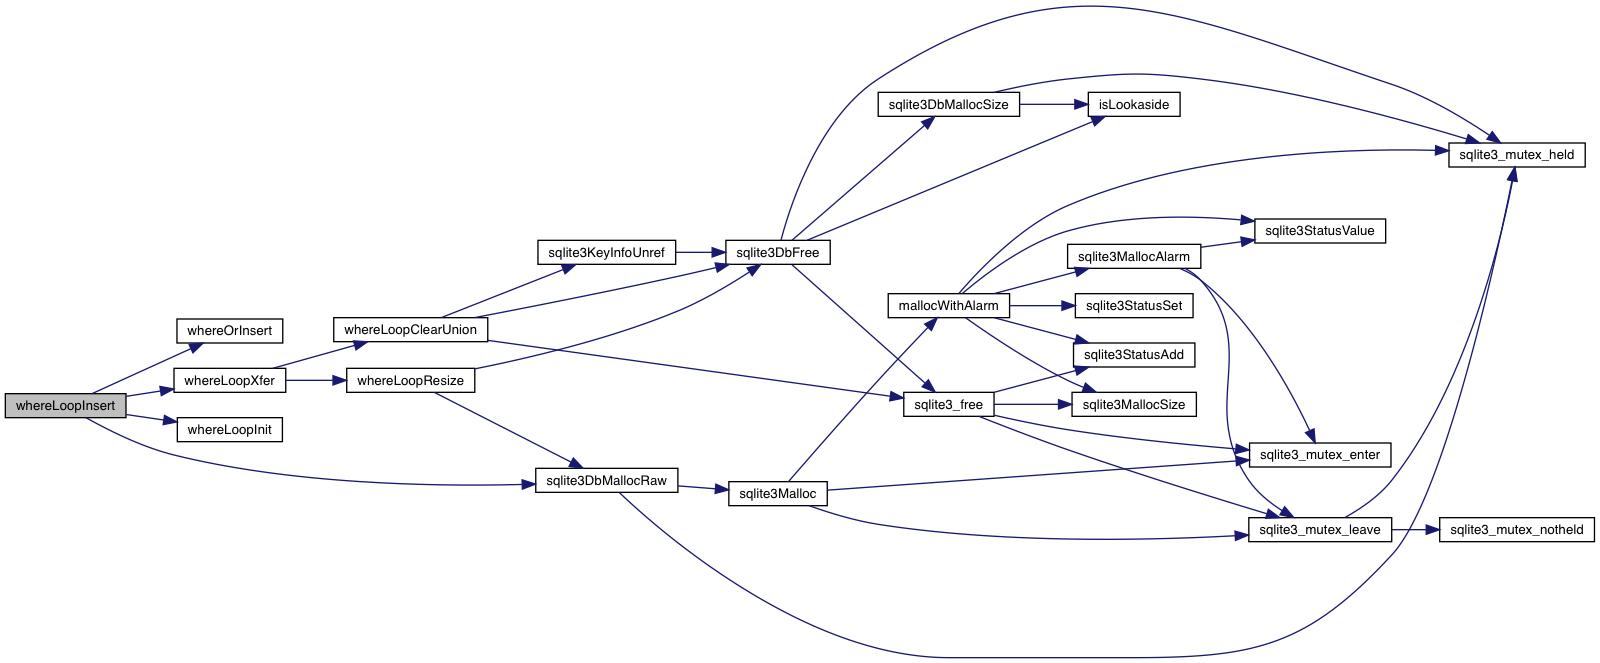 whereLoopInsert
whereOrInsert
whereLoopXfer
whereLoopInit
whereLoopClearUnion
whereLoopResize
sqlite3KeyInfoUnref
sqlite3DbMallocRaw
sqlite3DbFree
sqlite3Malloc
sqlite3DbMallocSize
mallocWithAlarm
sqlite3_free
isLookaside
sqlite3MallocAlarm
sqlite3StatusSet
sqlite3StatusAdd
sqlite3MallocSize
sqlite3StatusValue
sqlite3_mutex_enter
sqlite3_mutex_leave
sqlite3_mutex_held
sqlite3_mutex_notheld